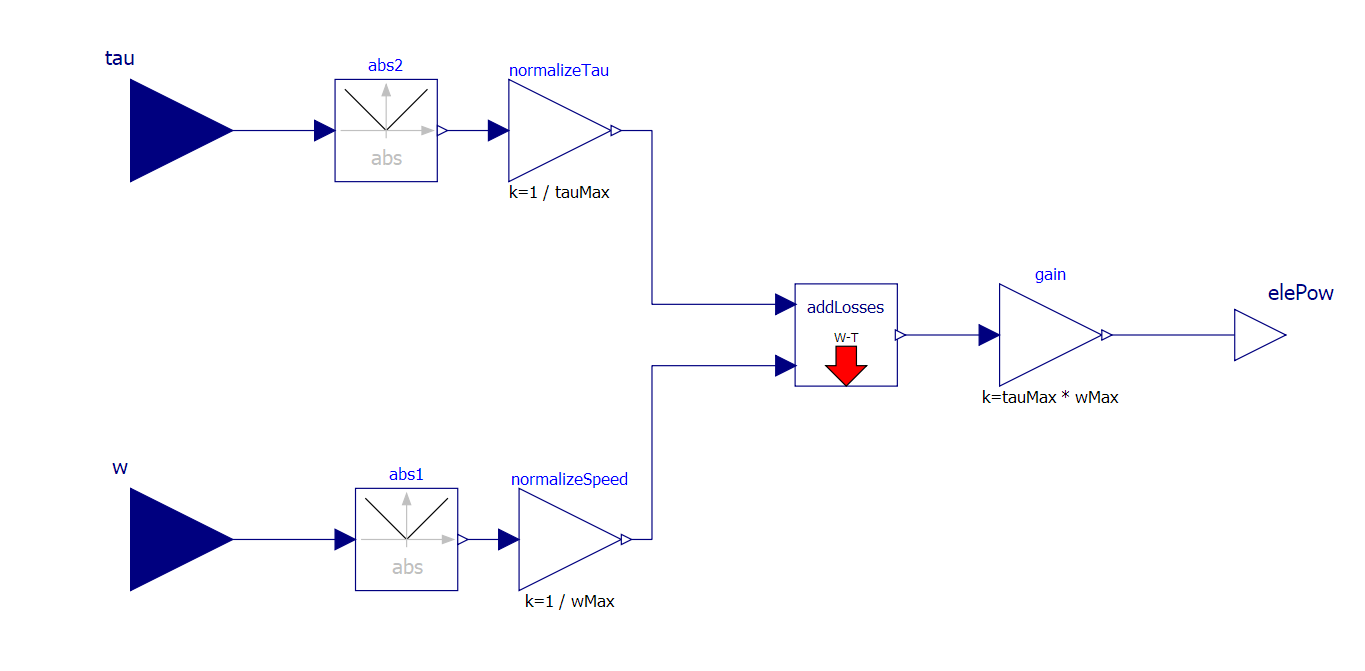 tau
abs2
abs
normalizeTau
k=1 / tauMax
addLosses
W-T
gain
k=tauMax * wMax
elePow
w
abs1
abs
normalizeSpeed
k=1 / wMax